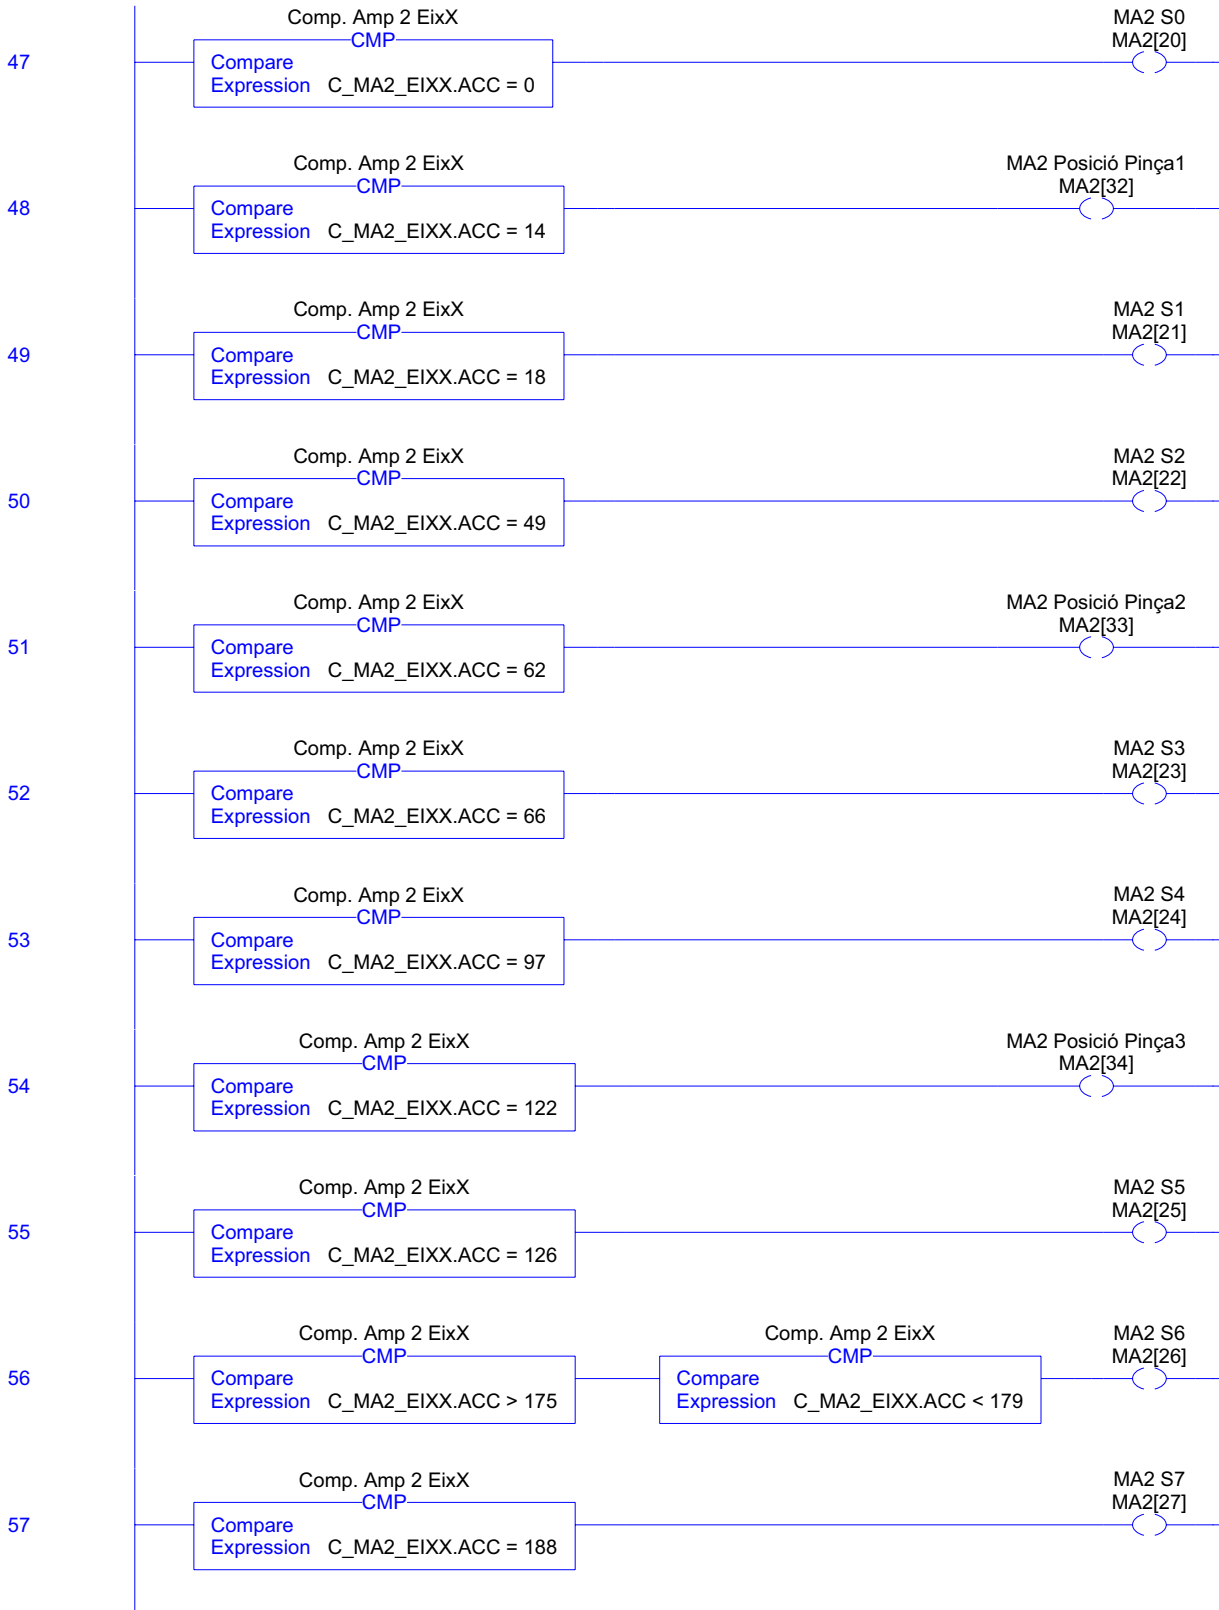 Comp. Amp 2 EixX
MA2 S0
CMP
MA2[20]
47
Compare
Expression C_MA2_EIXX.ACC = 0
Comp. Amp 2 EixX
MA2 Posició Pinça1
CMP
MA2[32]
48
Compare
Expression C_MA2_EIXX.ACC = 14
Comp. Amp 2 EixX
MA2 S1
CMP
MA2[21]
49
Compare
Expression C_MA2_EIXX.ACC = 18
Comp. Amp 2 EixX
MA2 S2
CMP
MA2[22]
50
Compare
Expression C_MA2_EIXX.ACC = 49
Comp. Amp 2 EixX
MA2 Posició Pinça2
CMP
MA2[33]
51
Compare
Expression C_MA2_EIXX.ACC = 62
Comp. Amp 2 EixX
MA2 S3
CMP
MA2[23]
52
Compare
Expression C_MA2_EIXX.ACC = 66
Comp. Amp 2 EixX
MA2 S4
CMP
MA2[24]
53
Compare
Expression C_MA2_EIXX.ACC = 97
Comp. Amp 2 EixX
MA2 Posició Pinça3
CMP
MA2[34]
54
Compare
Expression C_MA2_EIXX.ACC = 122
Comp. Amp 2 EixX
MA2 S5
CMP
MA2[25]
55
Compare
Expression C_MA2_EIXX.ACC = 126
Comp. Amp 2 EixX
Comp. Amp 2 EixX
MA2 S6
CMP
CMP
MA2[26]
56
Compare
Expression C_MA2_EIXX.ACC > 175
Compare
Expression C_MA2_EIXX.ACC < 179
Comp. Amp 2 EixX
MA2 S7
CMP
MA2[27]
57
Compare
Expression C_MA2_EIXX.ACC = 188